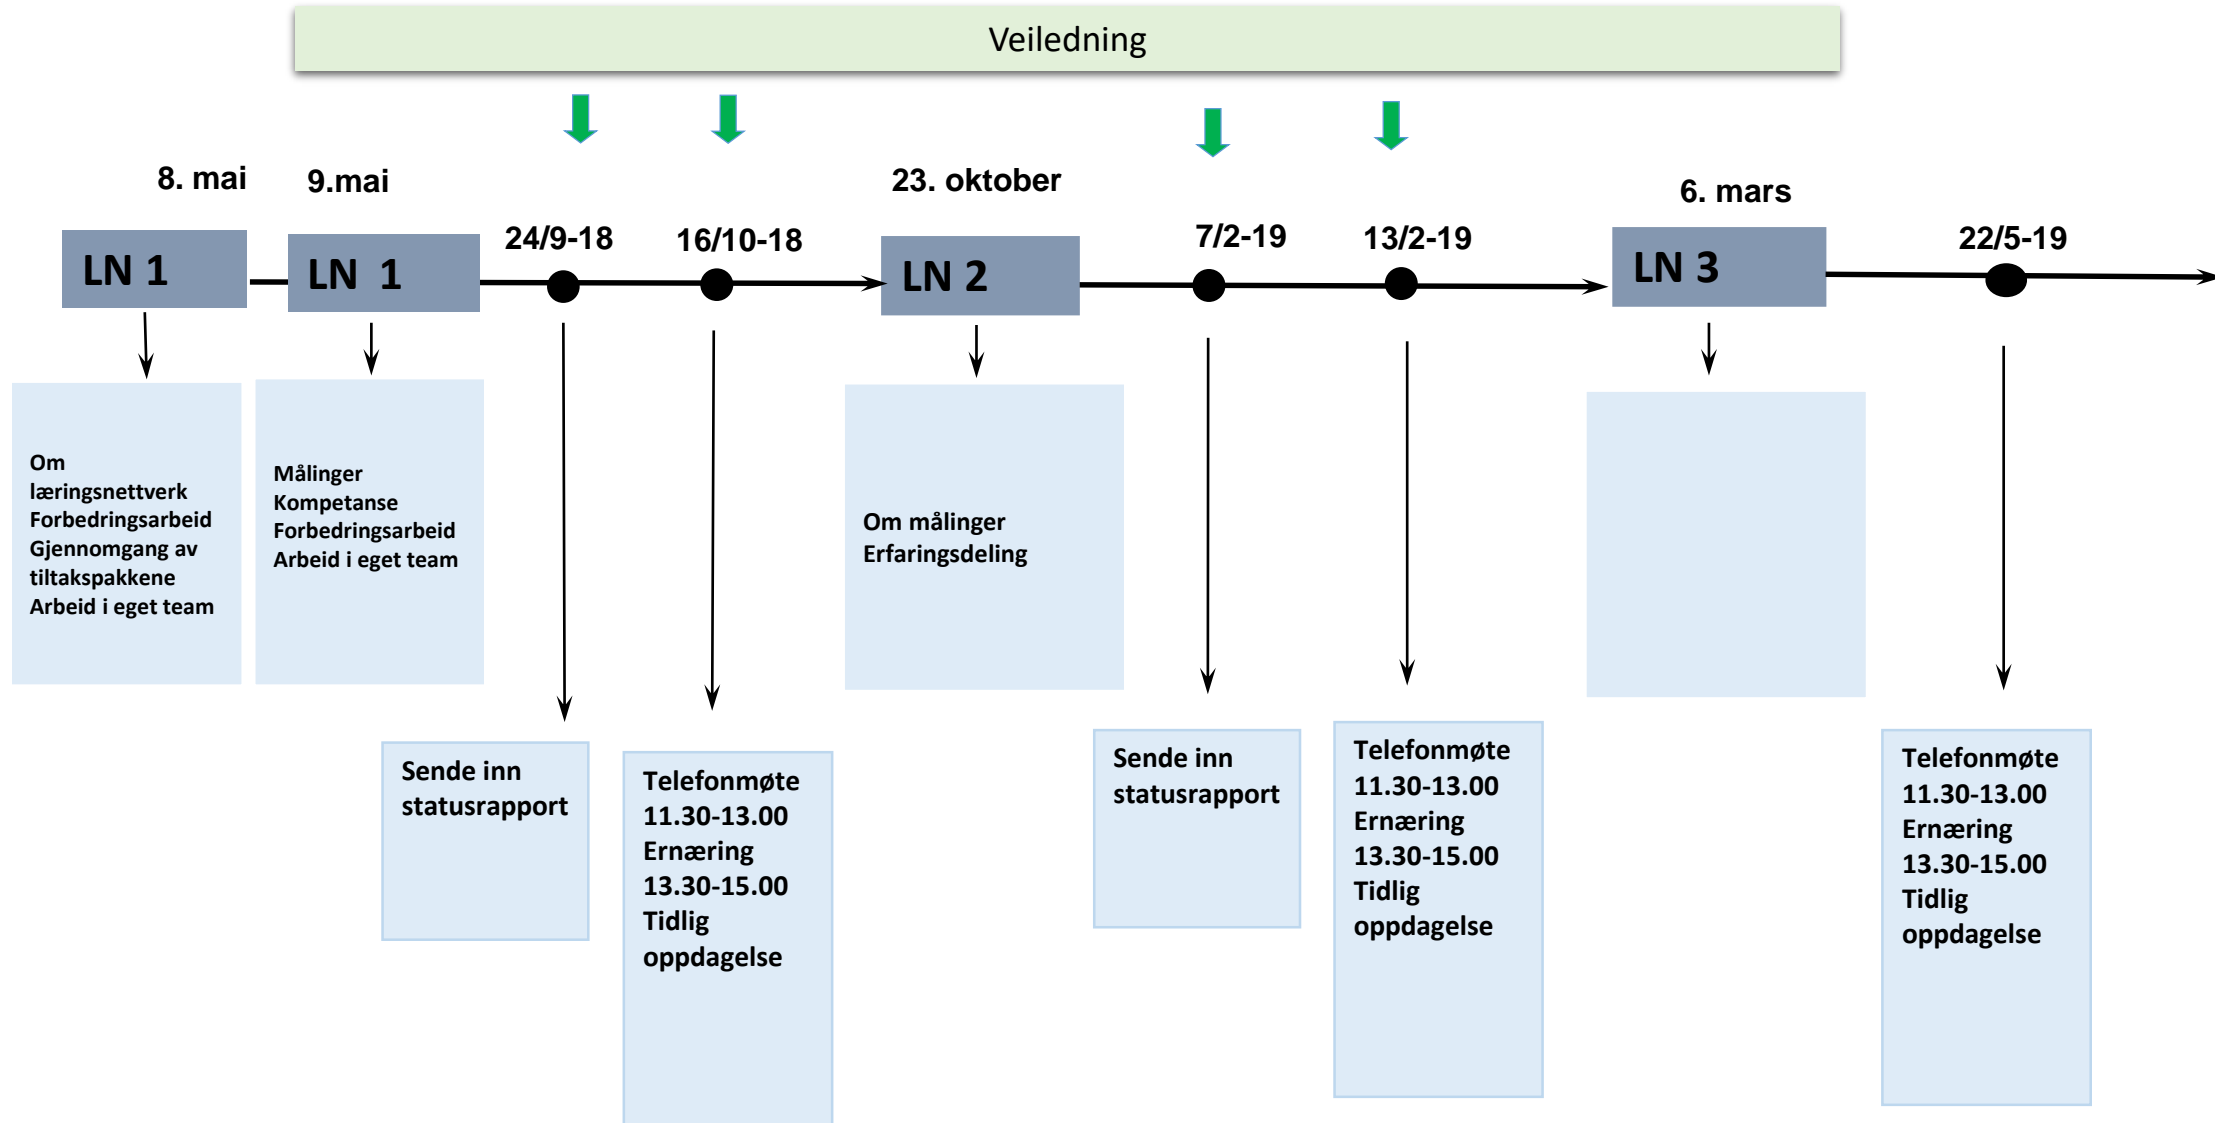 Veiledning
8. mai
9.mai
23. oktober
6. mars
24/9-18
16/10-18
7/2-19
13/2-19
22/5-19
LN 1
LN  1
LN 2
LN 3
Om
læringsnettverk
Forbedringsarbeid
Gjennomgang av
tiltakspakkene
Arbeid i eget team
Målinger
Kompetanse
Forbedringsarbeid
Arbeid i eget team
Om målinger
Erfaringsdeling
Sende inn
statusrapport
Telefonmøte
11.30-13.00
Ernæring
13.30-15.00
Tidlig
oppdagelse
Sende inn
statusrapport
Telefonmøte
11.30-13.00
Ernæring
13.30-15.00
Tidlig
oppdagelse
Telefonmøte
11.30-13.00
Ernæring
13.30-15.00
Tidlig
oppdagelse